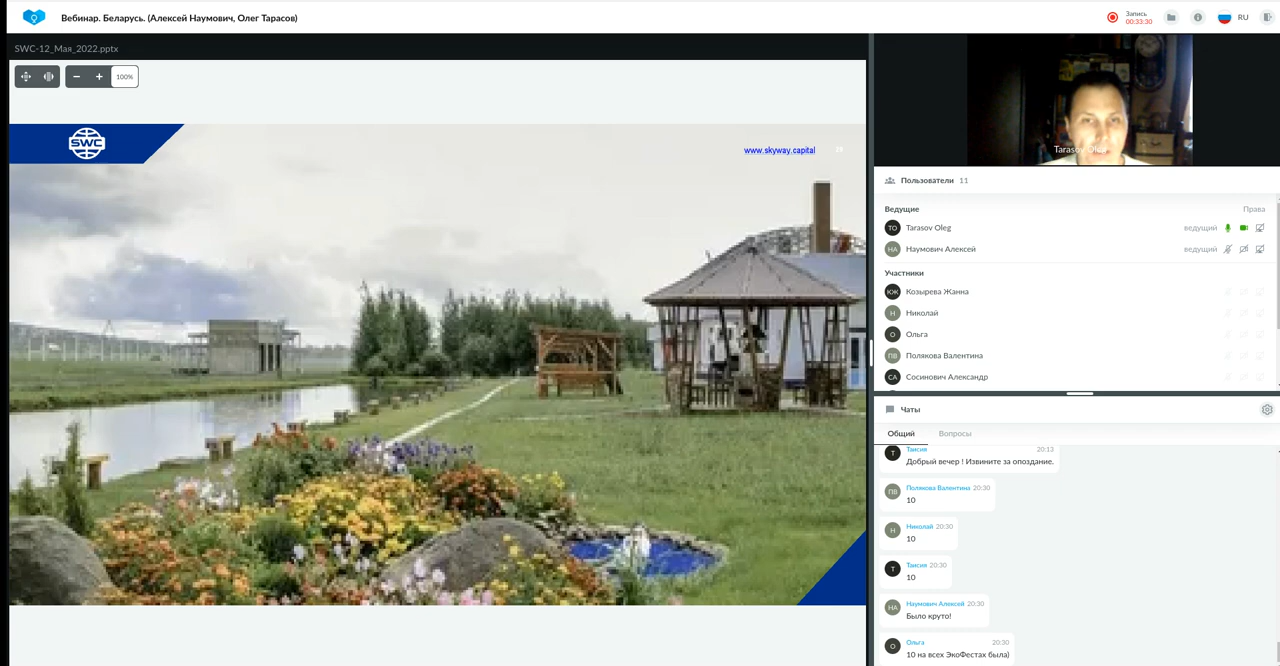 Вебинар. Беларусь. (Алексей Наумович, Олег Тарасов)
Запись
00:33:30
RU
SWC-12_Мая_2022.pptx
100%
SWC
www.skyway.capital
Пользователи 11
Ведущие Права
TO Tarasov Oleg ведущий
НА Наумович Алексей ведущий
Участники
КЖ Козырева Жанна
Н Николай
О Ольга
ПВ Полякова Валентина
СА Сосинович Александр
Чаты
Общий Вопросы
Т Таисия 20:13
Добрый вечер ! Извините за опоздание.
ПВ Полякова Валентина 20:30
10
Н Николай 20:30
10
Т Таисия 20:30
10
НА Наумович Алексей 20:30
Было круто!
О Ольга 20:30
10 на всех ЭкоФестах была)